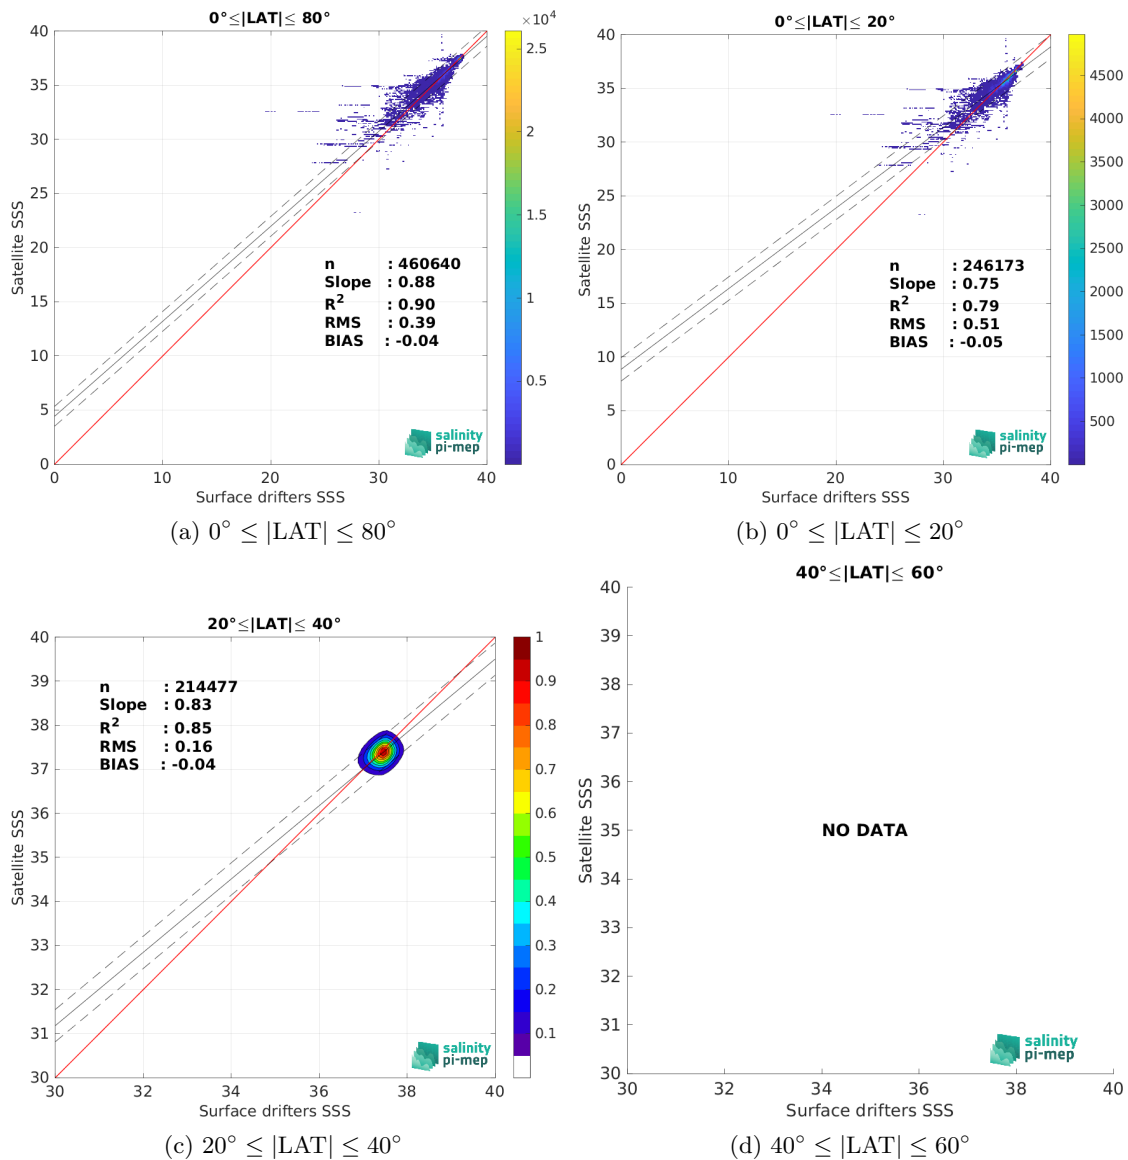 0°≤|LAT|≤ 80°
×10⁴
40
35
30
25
20
15
10
5
0
Satellite SSS
n : 460640
Slope : 0.88
R² : 0.90
RMS : 0.39
BIAS : -0.04
salinity
pi-mep
0 10 20 30 40
Surface drifters SSS
2.5
2
1.5
1
0.5
(a) 0° ≤ |LAT| ≤ 80°
0°≤|LAT|≤ 20°
40
35
30
25
20
15
10
5
0
Satellite SSS
n : 246173
Slope : 0.75
R² : 0.79
RMS : 0.51
BIAS : -0.05
salinity
pi-mep
0 10 20 30 40
Surface drifters SSS
4500
4000
3500
3000
2500
2000
1500
1000
500
(b) 0° ≤ |LAT| ≤ 20°
20°≤|LAT|≤ 40°
40
39
38
37
36
35
34
33
32
31
30
Satellite SSS
n : 214477
Slope : 0.83
R² : 0.85
RMS : 0.16
BIAS : -0.04
salinity
pi-mep
30 32 34 36 38 40
Surface drifters SSS
1
0.9
0.8
0.7
0.6
0.5
0.4
0.3
0.2
0.1
(c) 20° ≤ |LAT| ≤ 40°
40°≤|LAT|≤ 60°
40
39
38
37
36
35
34
33
32
31
30
Satellite SSS
NO DATA
salinity
pi-mep
30 32 34 36 38 40
Surface drifters SSS
(d) 40° ≤ |LAT| ≤ 60°